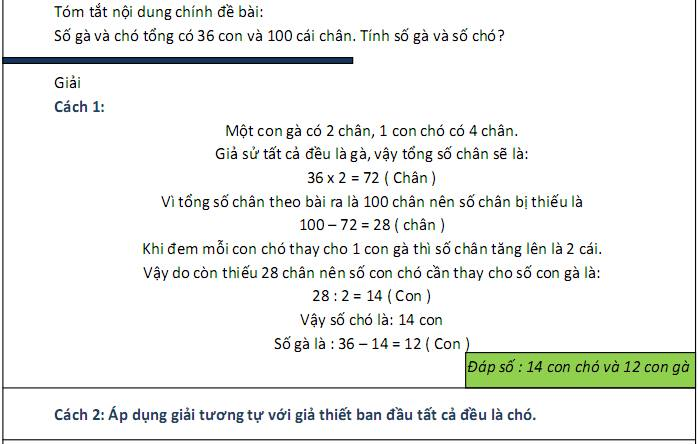 Tóm tắt nội dung chính đề bài:
Số gà và chó tổng có 36 con và 100 cái chân. Tính số gà và số chó?
Giải
Cách 1:
Một con gà có 2 chân, 1 con chó có 4 chân.
Giả sử tất cả đều là gà, vậy tổng số chân sẽ là:
36 x 2 = 72 ( Chân )
Vì tổng số chân theo bài ra là 100 chân nên số chân bị thiếu là
100 – 72 = 28 ( chân )
Khi đem mỗi con chó thay cho 1 con gà thì số chân tăng lên là 2 cái.
Vậy do còn thiếu 28 chân nên số con chó cần thay cho số con gà là:
28 : 2 = 14 ( Con )
Vậy số chó là: 14 con
Số gà là : 36 – 14 = 12 ( Con )
Đáp số : 14 con chó và 12 con gà
Cách 2: Áp dụng giải tương tự với giả thiết ban đầu tất cả đều là chó.